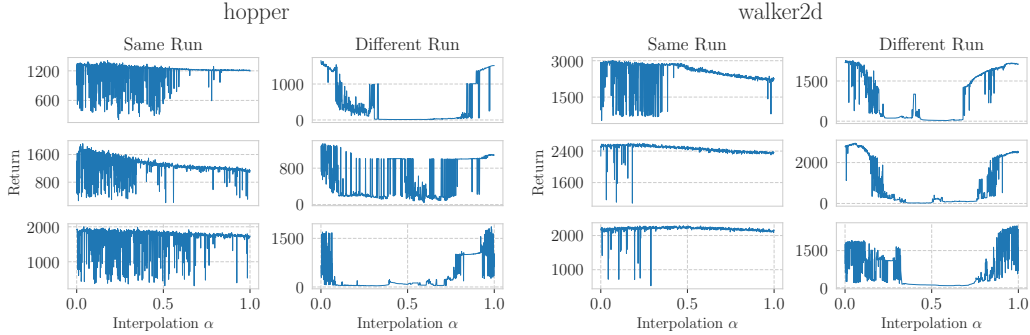 hopper
walker2d
Same Run
Different Run
Same Run
Different Run
1200
600
1000
0
3000
1500
1500
0
1600
800
800
0
2400
1600
2000
0
2000
1000
1500
0
2000
1000
1500
0
Return
Return
0.0 0.5 1.0
0.0 0.5 1.0
0.0 0.5 1.0
0.0 0.5 1.0
Interpolation α
Interpolation α
Interpolation α
Interpolation α